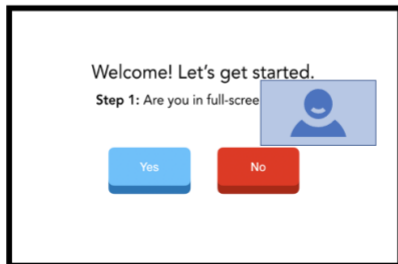 Welcome! Let's get started.
Step 1: Are you in full-scree
Yes
No